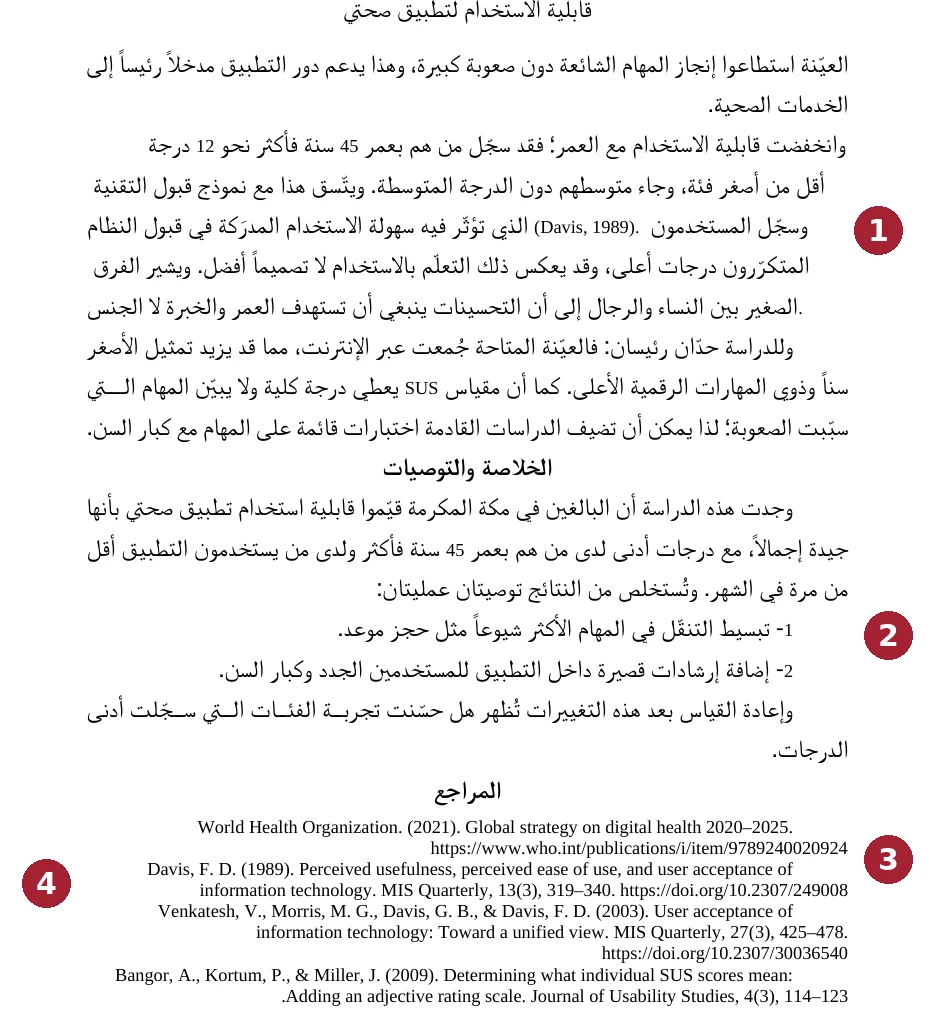 قابلية الاستخدام لتطبيق صحتي
العيّنة استطاعوا إنجاز المهام الشائعة دون صعوبة كبيرة، وهذا يدعم دور التطبيق مدخلاً رئيساً إلى
الخدمات الصحية.
وانخفضت قابلية الاستخدام مع العمر؛ فقد سجّل من هم بعمر 45 سنة فأكثر نحو 12 درجة
أقل من أصغر فئة، وجاء متوسطهم دون الدرجة المتوسطة. ويتّسق هذا مع نموذج قبول التقنية
الذي تؤثّر فيه سهولة الاستخدام المدرَكة في قبول النظام (Davis, 1989). وسجّل المستخدمون
المتكرّرون درجات أعلى، وقد يعكس ذلك التعلّم بالاستخدام لا تصميماً أفضل. ويشير الفرق
الصغير بين النساء والرجال إلى أن التحسينات ينبغي أن تستهدف العمر والخبرة لا الجنس.
وللدراسة حدّان رئيسان: فالعيّنة المتاحة جُمعت عبر الإنترنت، مما قد يزيد تمثيل الأصغر
سناً وذوي المهارات الرقمية الأعلى. كما أن مقياس SUS يعطي درجة كلية ولا يبيّن المهام الـــتي
سبّبت الصعوبة؛ لذا يمكن أن تضيف الدراسات القادمة اختبارات قائمة على المهام مع كبار السن.
الخلاصة والتوصيات
وجدت هذه الدراسة أن البالغين في مكة المكرمة قيّموا قابلية استخدام تطبيق صحتي بأنها
جيدة إجمالاً، مع درجات أدنى لدى من هم بعمر 45 سنة فأكثر ولدى من يستخدمون التطبيق أقل
من مرة في الشهر. وتُستخلص من النتائج توصيتان عمليتان:
1- تبسيط التنقّل في المهام الأكثر شيوعاً مثل حجز موعد.
2- إضافة إرشادات قصيرة داخل التطبيق للمستخدمين الجدد وكبار السن.
وإعادة القياس بعد هذه التغييرات تُظهر هل حسّنت تجربــة الفئــات الــتي ســجّلت أدنى
الدرجات.
المراجع
World Health Organization. (2021). Global strategy on digital health 2020–2025.
https://www.who.int/publications/i/item/9789240020924
Davis, F. D. (1989). Perceived usefulness, perceived ease of use, and user acceptance of
information technology. MIS Quarterly, 13(3), 319–340. https://doi.org/10.2307/249008
Venkatesh, V., Morris, M. G., Davis, G. B., & Davis, F. D. (2003). User acceptance of
information technology: Toward a unified view. MIS Quarterly, 27(3), 425–478.
https://doi.org/10.2307/30036540
Bangor, A., Kortum, P., & Miller, J. (2009). Determining what individual SUS scores mean:
Adding an adjective rating scale. Journal of Usability Studies, 4(3), 114–123.
1
2
3
4